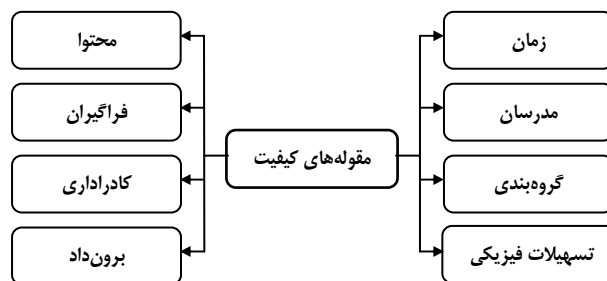 زمان
محتوا
مدرسان
فراگیران
مقوله‌های کیفیت
گروه‌بندی
کادراداری
تسهیلات فیزیکی
برون‌داد